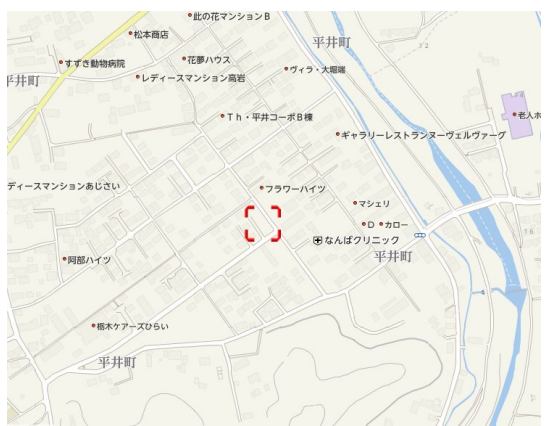 此の花マンションB
松本商店
平井町
すずき動物病院
花夢ハウス
ヴィラ・大堀端
平井町
レディースマンション高岩
Th・平井コーポB棟
老人ホ
ギャラリーレストランヌーヴェルヴァーグ
ディースマンションあじさい
フラワーハイツ
マシェリ
D
カロー
なんばクリニック
平井町
阿部ハイツ
栃木ケアーズひらい
平井町